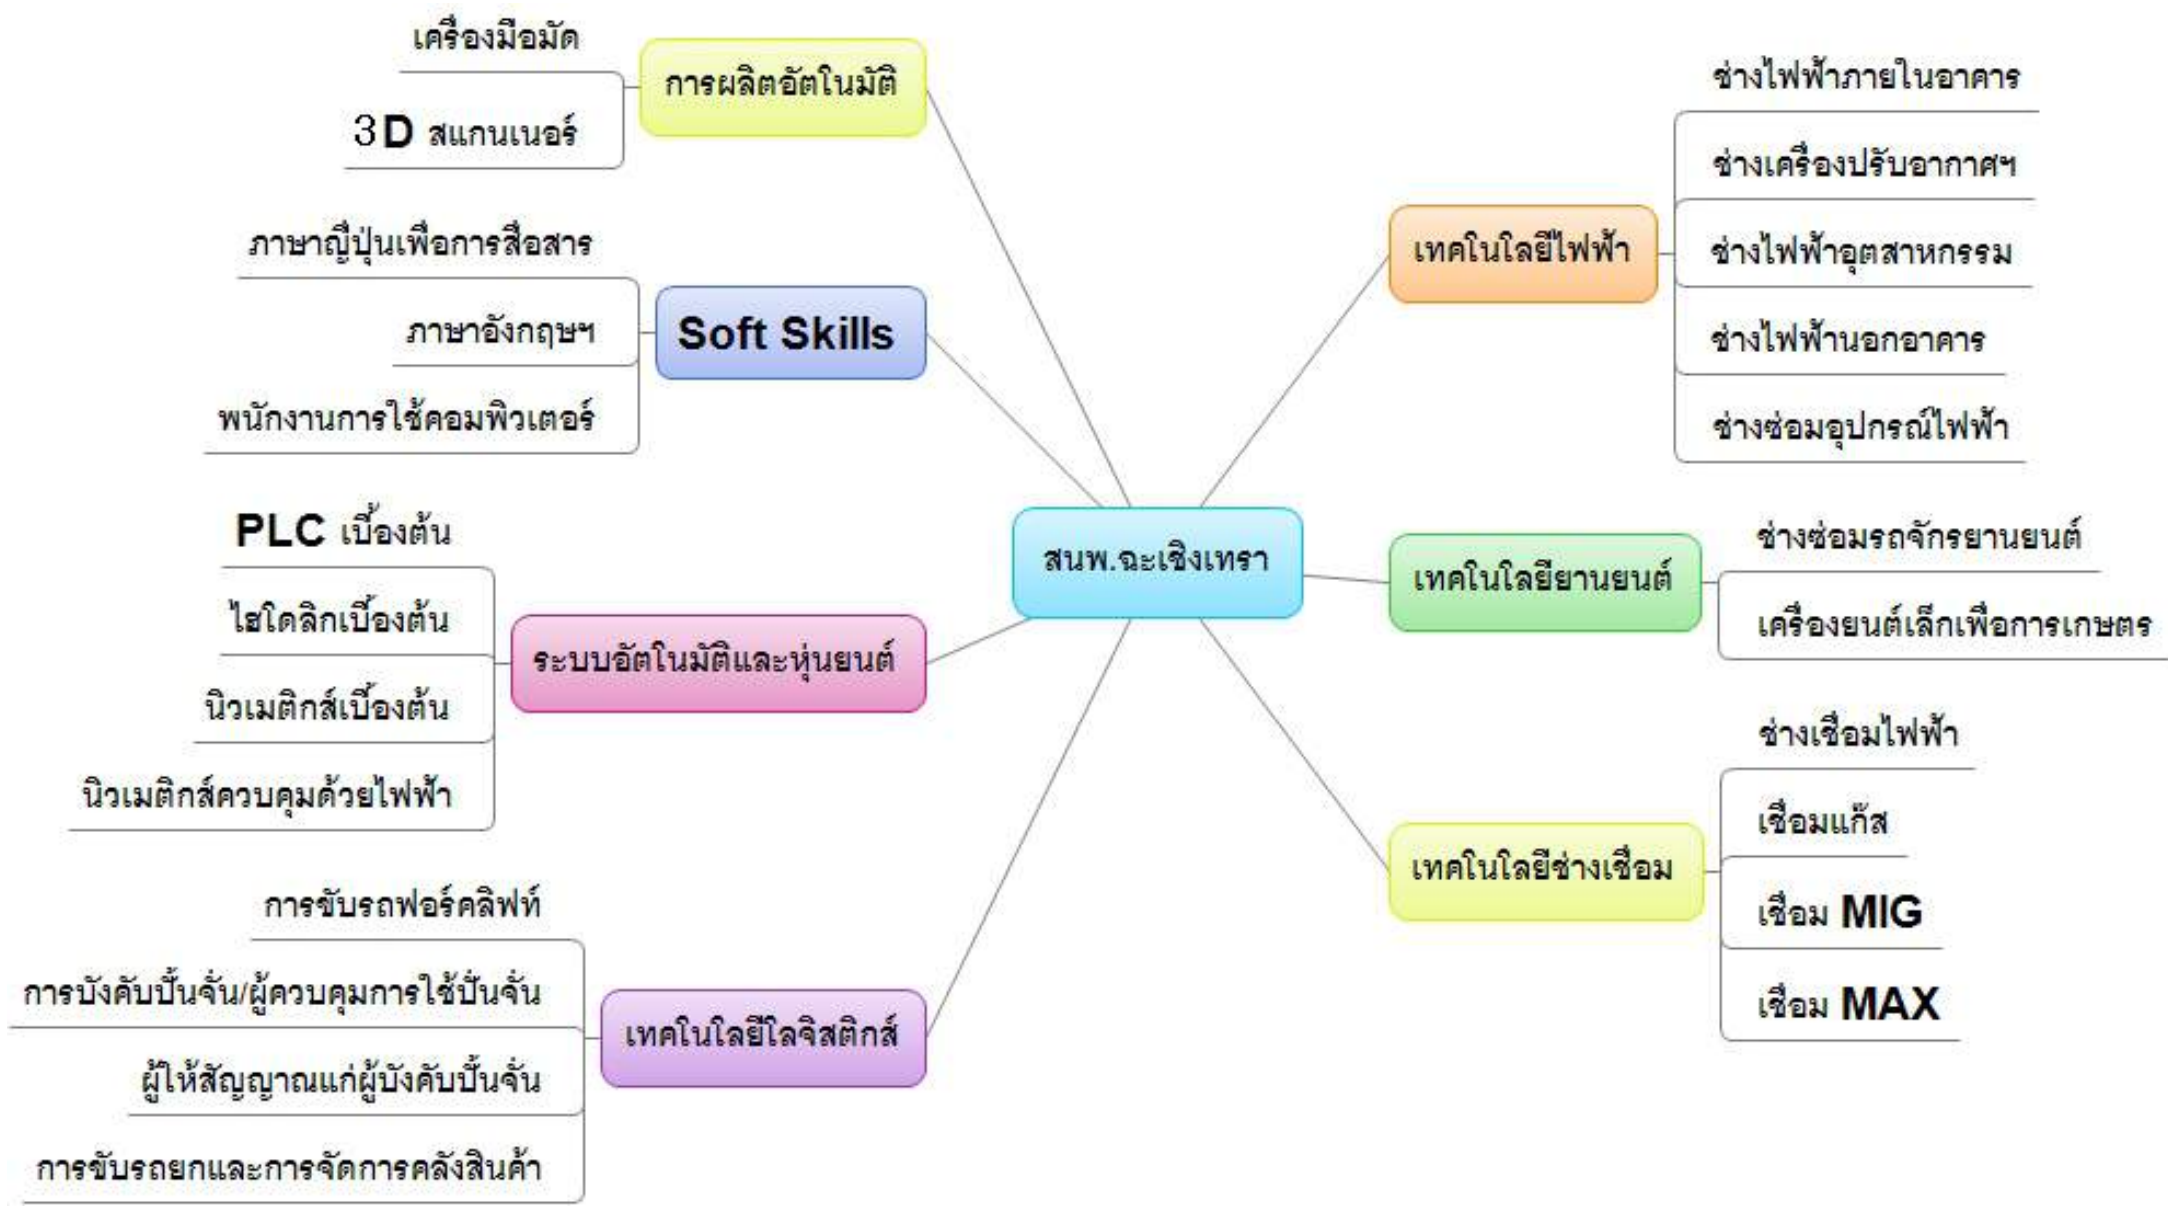 เครื่องมือมัด
3D สแกนเนอร์
การผลิตอัตโนมัติ
ภาษาญี่ปุ่นเพื่อการสื่อสาร
ภาษาอังกฤษฯ
พนักงานการใช้คอมพิวเตอร์
Soft Skills
PLC เบื้องต้น
ไฮโดลิกเบื้องต้น
นิวเมติกส์เบื้องต้น
นิวเมติกส์ควบคุมด้วยไฟฟ้า
ระบบอัตโนมัติและหุ่นยนต์
การขับรถฟอร์คลิฟท์
การบังคับปั้นจั่น/ผู้ควบคุมการใช้ปั้นจั่น
ผู้ให้สัญญาณแก่ผู้บังคับปั้นจั่น
การขับรถยกและการจัดการคลังสินค้า
เทคโนโลยีโลจิสติกส์
สนพ.ฉะเชิงเทรา
เทคโนโลยีไฟฟ้า
ช่างไฟฟ้าภายในอาคาร
ช่างเครื่องปรับอากาศฯ
ช่างไฟฟ้าอุตสาหกรรม
ช่างไฟฟ้านอกอาคาร
ช่างซ่อมอุปกรณ์ไฟฟ้า
เทคโนโลยียานยนต์
ช่างซ่อมรถจักรยานยนต์
เครื่องยนต์เล็กเพื่อการเกษตร
เทคโนโลยีช่างเชื่อม
ช่างเชื่อมไฟฟ้า
เชื่อมแก๊ส
เชื่อม MIG
เชื่อม MAX